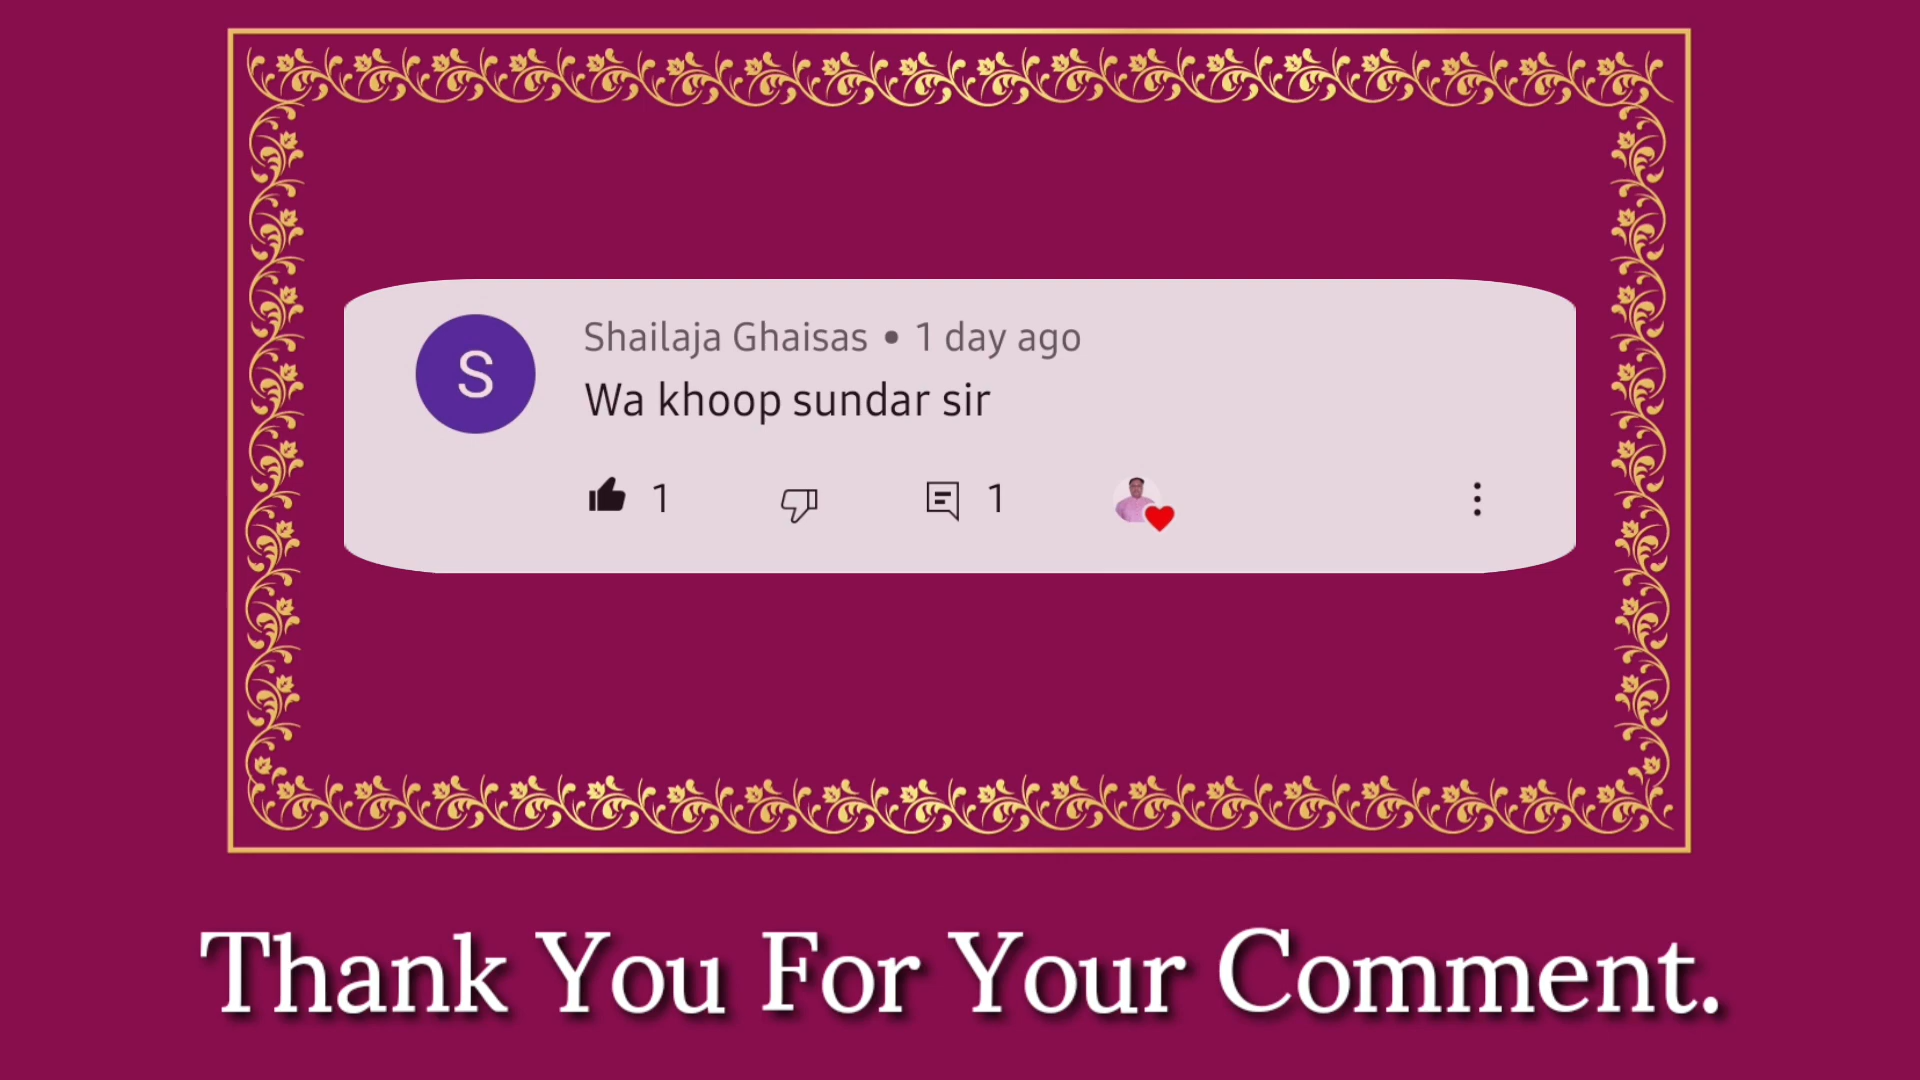 S
Shailaja Ghaisas • 1 day ago
Wa khoop sundar sir
1 1
Thank You For Your Comment.